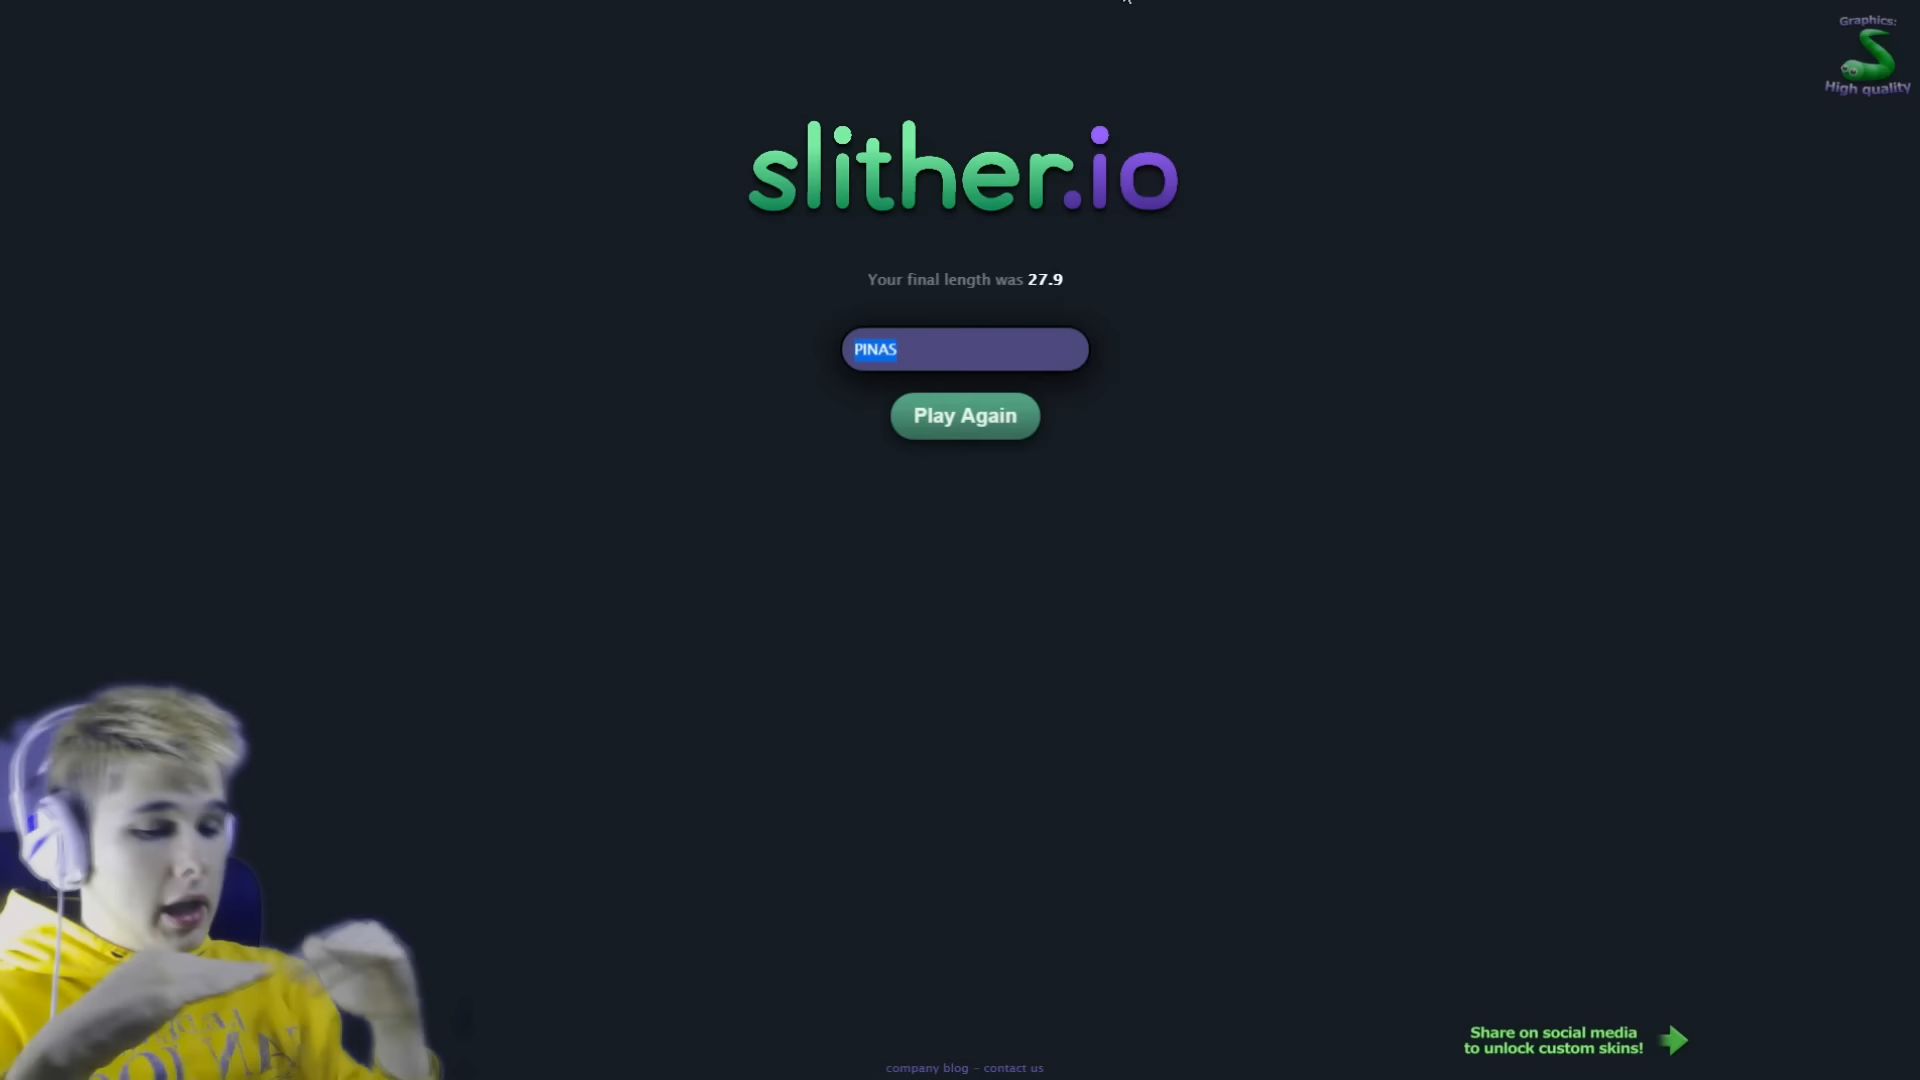 Graphics:
High quality
slither.io
Your final length was 27.9
PINAS
Play Again
Share on social media
to unlock custom skins!
company blog - contact us